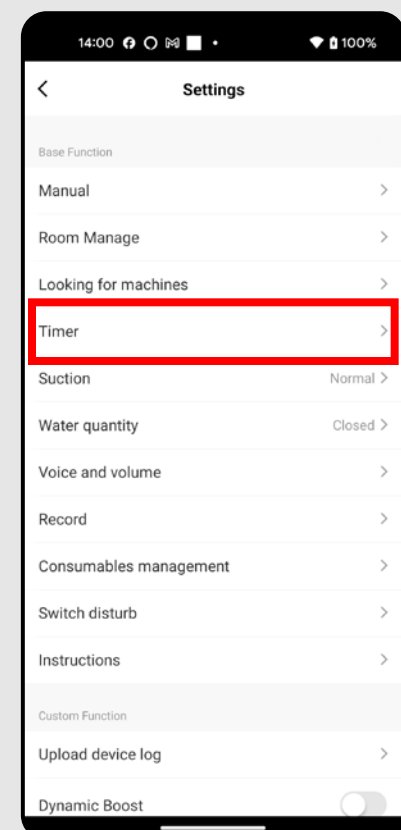 14:00 100%
Settings
Base Function
Manual
Room Manage
Looking for machines
Timer
Suction Normal
Water quantity Closed
Voice and volume
Record
Consumables management
Switch disturb
Instructions
Custom Function
Upload device log
Dynamic Boost